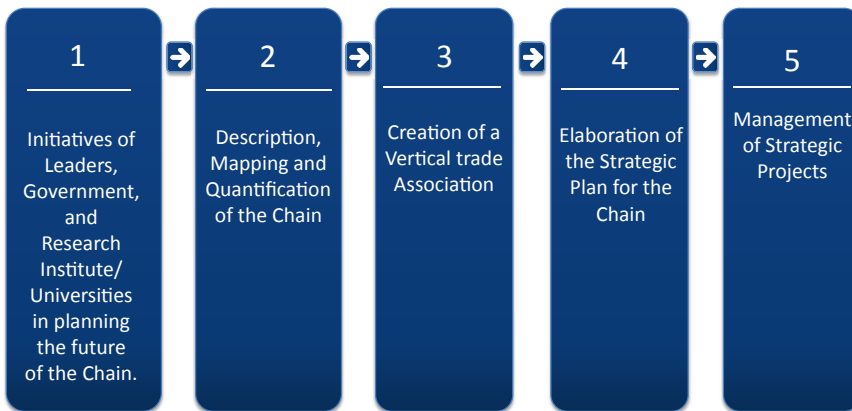 1
Initiatives of
Leaders,
Government,
and
Research
Institute/
Universities
in planning
the future
of the Chain.
2
Description,
Mapping and
Quantification
of the Chain
3
Creation of a
Vertical trade
Association
4
Elaboration of
the Strategic
Plan for the
Chain
5
Management
of Strategic
Projects